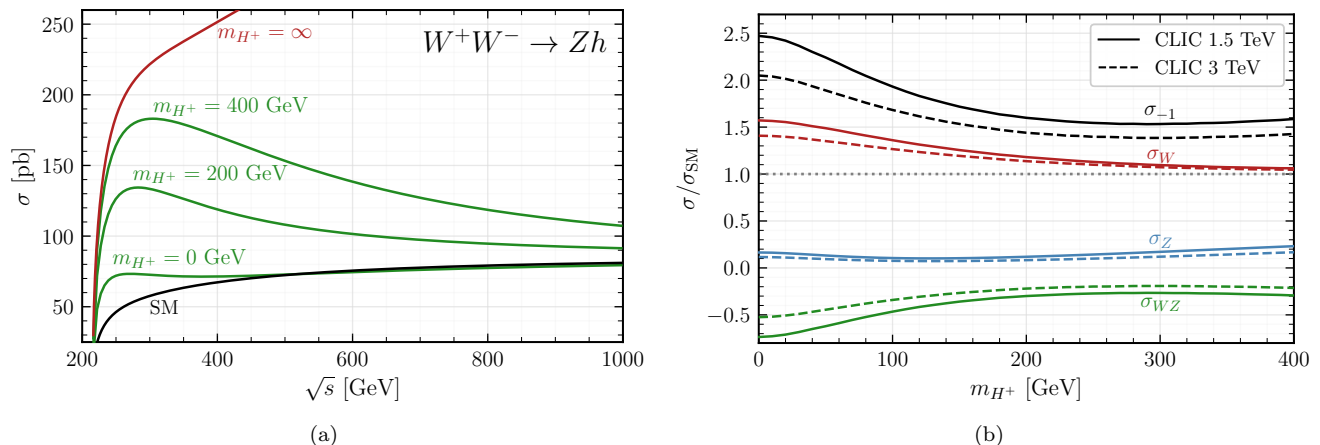 300
250
200
150
100
50
σ [pb]
m_{H^+} = ∞
W^+W^- → Zh
m_{H^+} = 400 GeV
m_{H^+} = 200 GeV
m_{H^+} = 0 GeV
SM
200 400 600 800 1000
√s [GeV]
(a)
2.5
2.0
1.5
1.0
0.5
0.0
−0.5
σ/σ_{SM}
CLIC 1.5 TeV
CLIC 3 TeV
σ_{−1}
σ_W
σ_Z
σ_{WZ}
0 100 200 300 400
m_{H^+} [GeV]
(b)